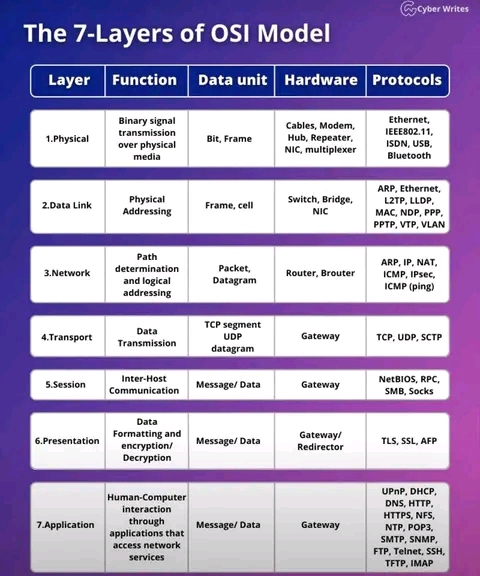 Cyber Writes
The 7-Layers of OSI Model
Layer Function Data unit Hardware Protocols
1.Physical
Binary signal
transmission
over physical
media
Bit, Frame
Cables, Modem,
Hub, Repeater,
NIC, multiplexer
Ethernet,
IEEE802.11,
ISDN, USB,
Bluetooth
2.Data Link
Physical
Addressing
Frame, cell
Switch, Bridge,
NIC
ARP, Ethernet,
L2TP, LLDP,
MAC, NDP, PPP,
PPTP, VTP, VLAN
3.Network
Path
determination
and logical
addressing
Packet,
Datagram
Router, Brouter
ARP, IP, NAT,
ICMP, IPsec,
ICMP (ping)
4.Transport
Data
Transmission
TCP segment
UDP
datagram
Gateway
TCP, UDP, SCTP
5.Session
Inter-Host
Communication
Message/ Data
Gateway
NetBIOS, RPC,
SMB, Socks
6.Presentation
Data
Formatting and
encryption/
Decryption
Message/ Data
Gateway/
Redirector
TLS, SSL, AFP
7.Application
Human-Computer
interaction
through
applications that
access network
services
Message/ Data
Gateway
UPnP, DHCP,
DNS, HTTP,
HTTPS, NFS,
NTP, POP3,
SMTP, SNMP,
FTP, Telnet, SSH,
TFTP, IMAP